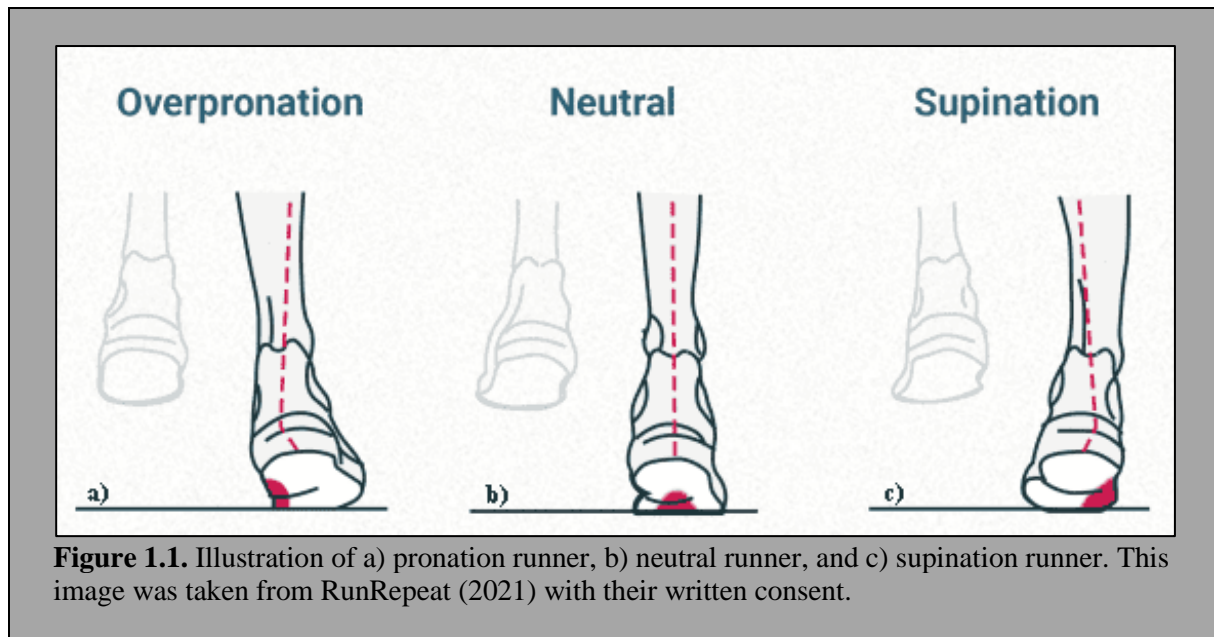 Overpronation Neutral Supination
a) b) c)
Figure 1.1. Illustration of a) pronation runner, b) neutral runner, and c) supination runner. This
image was taken from RunRepeat (2021) with their written consent.